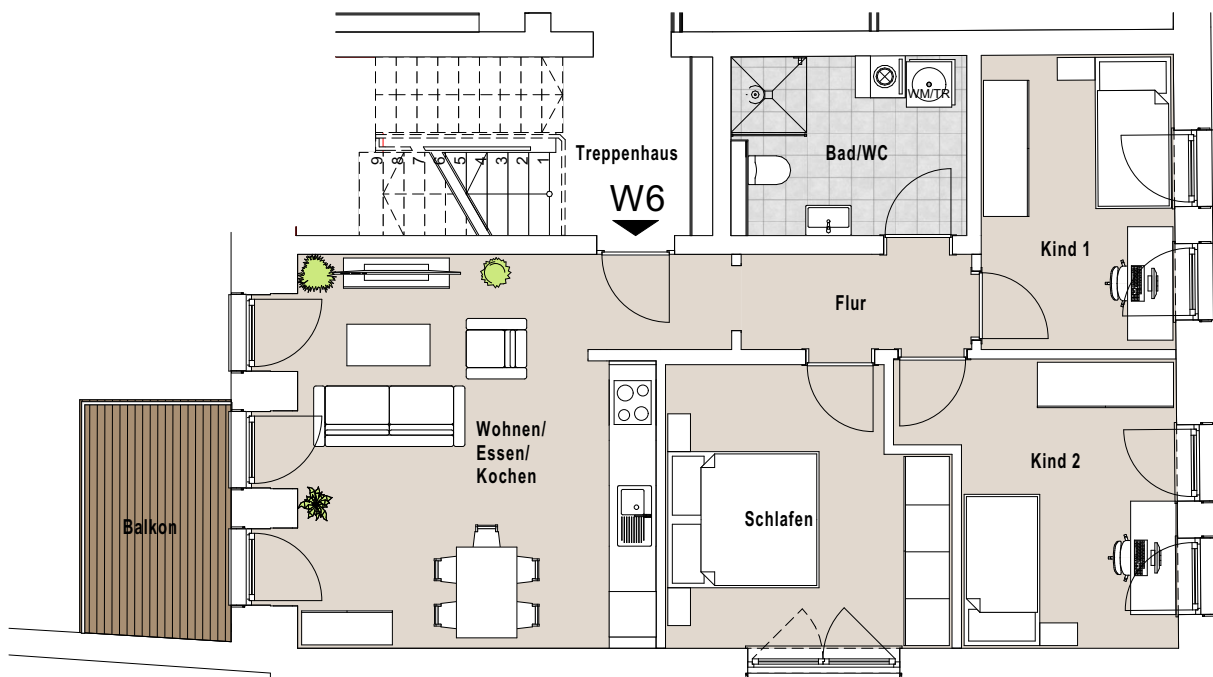 WM/TR
Treppenhaus
Bad/WC
9 8 7 6 5 4 3 2 1
W6
Kind 1
Flur
Wohnen/
Essen/
Kochen
Kind 2
Schlafen
Balkon